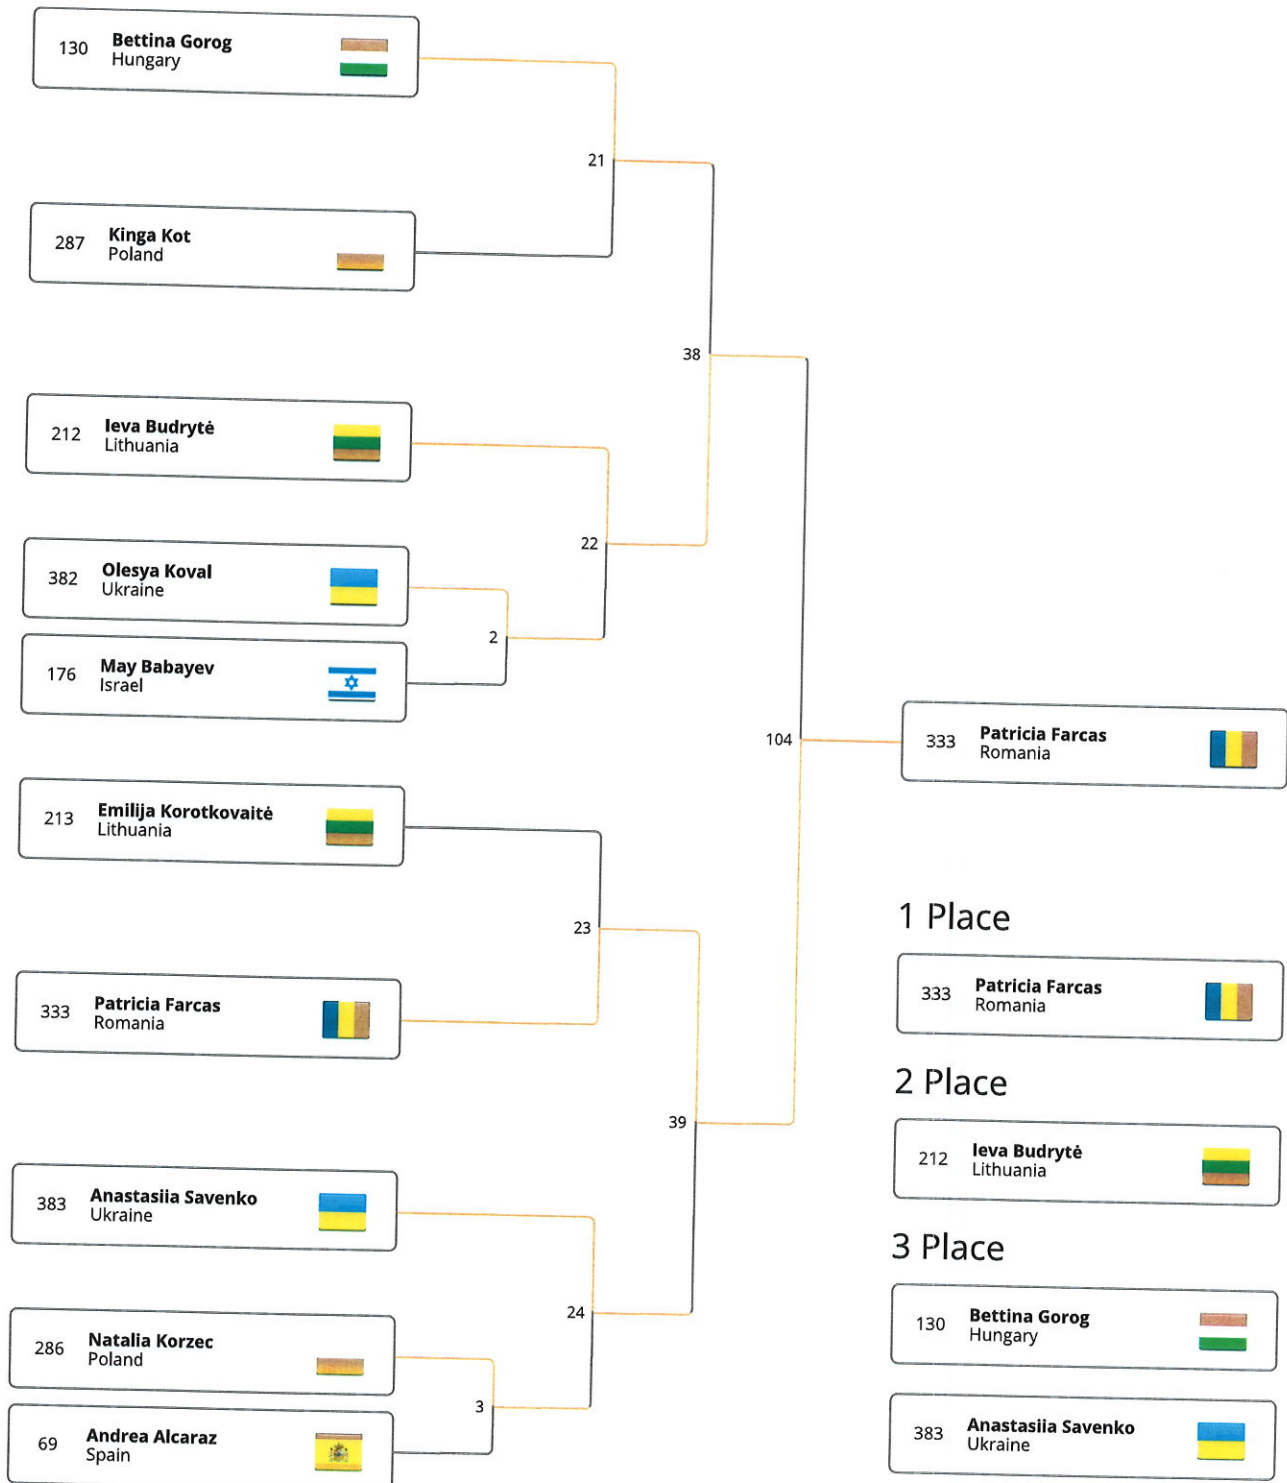 130 Bettina Gorog
Hungary
21
287 Kinga Kot
Poland
38
212 Ieva Budrytė
Lithuania
22
382 Olesya Koval
Ukraine
2
176 May Babayev
Israel
104
333 Patricia Farcas
Romania
213 Emilija Korotkovaitė
Lithuania
23
333 Patricia Farcas
Romania
39
383 Anastasiia Savenko
Ukraine
24
286 Natalia Korzec
Poland
3
69 Andrea Alcaraz
Spain
1 Place
333 Patricia Farcas
Romania
2 Place
212 Ieva Budrytė
Lithuania
3 Place
130 Bettina Gorog
Hungary
383 Anastasiia Savenko
Ukraine